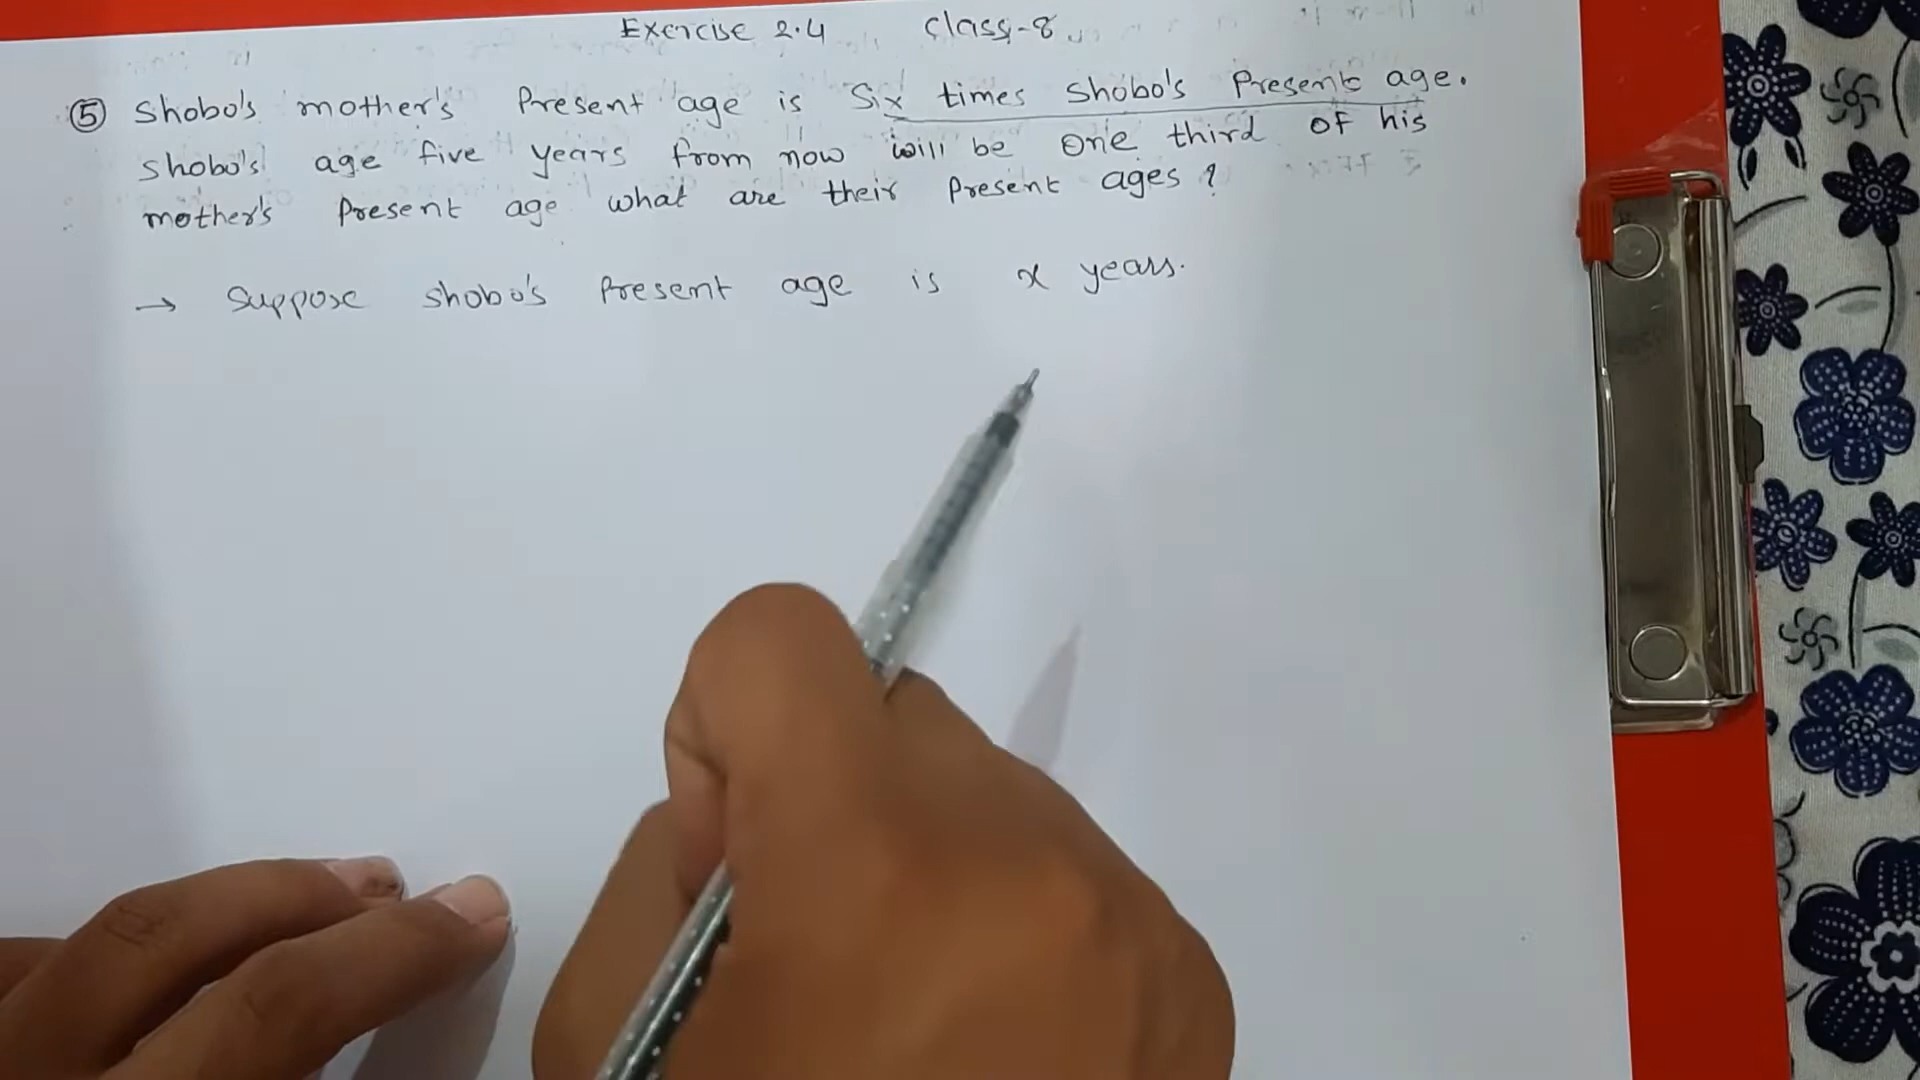 Exercise 2.4 Class-8
⑤ Shobo's mother's Present age is Six times Shobo's Present age.
Shobo's age five years from now will be one third of his
mother's Present age what are their Present ages ?
→ Suppose Shobo's Present age is x years.